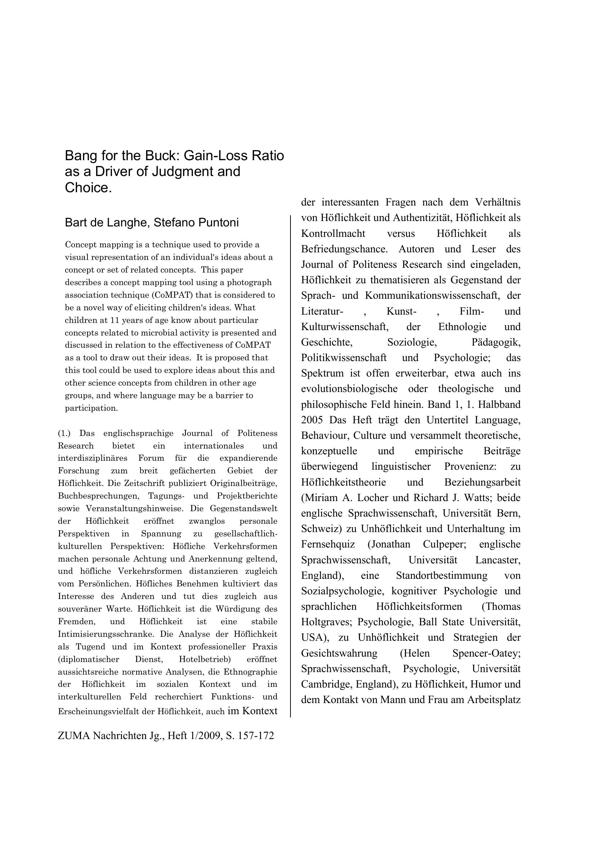 Bang for the Buck: Gain-Loss Ratio
as a Driver of Judgment and
Choice.
Bart de Langhe, Stefano Puntoni
Concept mapping is a technique used to provide a
visual representation of an individual's ideas about a
concept or set of related concepts. This paper
describes a concept mapping tool using a photograph
association technique (CoMPAT) that is considered to
be a novel way of eliciting children's ideas. What
children at 11 years of age know about particular
concepts related to microbial activity is presented and
discussed in relation to the effectiveness of CoMPAT
as a tool to draw out their ideas. It is proposed that
this tool could be used to explore ideas about this and
other science concepts from children in other age
groups, and where language may be a barrier to
participation.
(1.) Das englischsprachige Journal of Politeness
Research bietet ein internationales und
interdisziplinäres Forum für die expandierende
Forschung zum breit gefächerten Gebiet der
Höflichkeit. Die Zeitschrift publiziert Originalbeiträge,
Buchbesprechungen, Tagungs- und Projektberichte
sowie Veranstaltungshinweise. Die Gegenstandswelt
der Höflichkeit eröffnet zwanglos personale
Perspektiven in Spannung zu gesellschaftlich-
kulturellen Perspektiven: Höfliche Verkehrsformen
machen personale Achtung und Anerkennung geltend,
und höfliche Verkehrsformen distanzieren zugleich
vom Persönlichen. Höfliches Benehmen kultiviert das
Interesse des Anderen und tut dies zugleich aus
souveräner Warte. Höflichkeit ist die Würdigung des
Fremden, und Höflichkeit ist eine stabile
Intimisierungsschranke. Die Analyse der Höflichkeit
als Tugend und im Kontext professioneller Praxis
(diplomatischer Dienst, Hotelbetrieb) eröffnet
aussichtsreiche normative Analysen, die Ethnographie
der Höflichkeit im sozialen Kontext und im
interkulturellen Feld recherchiert Funktions- und
Erscheinungsvielfalt der Höflichkeit, auch im Kontext
der interessanten Fragen nach dem Verhältnis
von Höflichkeit und Authentizität, Höflichkeit als
Kontrollmacht versus Höflichkeit als
Befriedungschance. Autoren und Leser des
Journal of Politeness Research sind eingeladen,
Höflichkeit zu thematisieren als Gegenstand der
Sprach- und Kommunikationswissenschaft, der
Literatur- , Kunst- , Film- und
Kulturwissenschaft, der Ethnologie und
Geschichte, Soziologie, Pädagogik,
Politikwissenschaft und Psychologie; das
Spektrum ist offen erweiterbar, etwa auch ins
evolutionsbiologische oder theologische und
philosophische Feld hinein. Band 1, 1. Halbband
2005 Das Heft trägt den Untertitel Language,
Behaviour, Culture und versammelt theoretische,
konzeptuelle und empirische Beiträge
überwiegend linguistischer Provenienz: zu
Höflichkeitstheorie und Beziehungsarbeit
(Miriam A. Locher und Richard J. Watts; beide
englische Sprachwissenschaft, Universität Bern,
Schweiz) zu Unhöflichkeit und Unterhaltung im
Fernsehquiz (Jonathan Culpeper; englische
Sprachwissenschaft, Universität Lancaster,
England), eine Standortbestimmung von
Sozialpsychologie, kognitiver Psychologie und
sprachlichen Höflichkeitsformen (Thomas
Holtgraves; Psychologie, Ball State Universität,
USA), zu Unhöflichkeit und Strategien der
Gesichtswahrung (Helen Spencer-Oatey;
Sprachwissenschaft, Psychologie, Universität
Cambridge, England), zu Höflichkeit, Humor und
dem Kontakt von Mann und Frau am Arbeitsplatz
ZUMA Nachrichten Jg., Heft 1/2009, S. 157-172